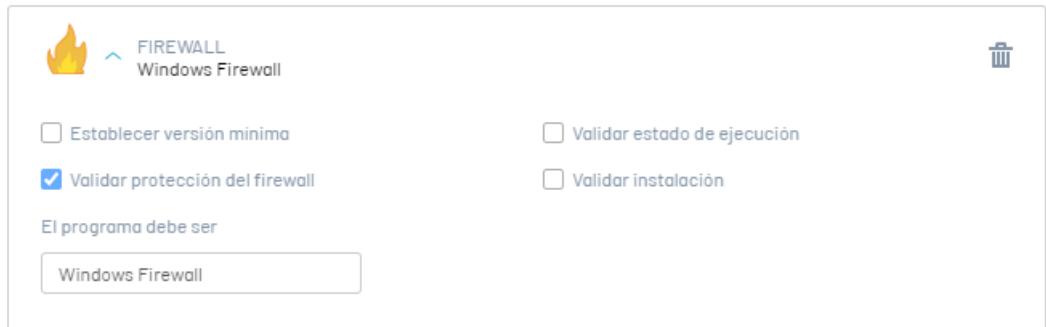 FIREWALL
Windows Firewall
Establecer versión mínima
Validar estado de ejecución
Validar protección del firewall
Validar instalación
El programa debe ser
Windows Firewall